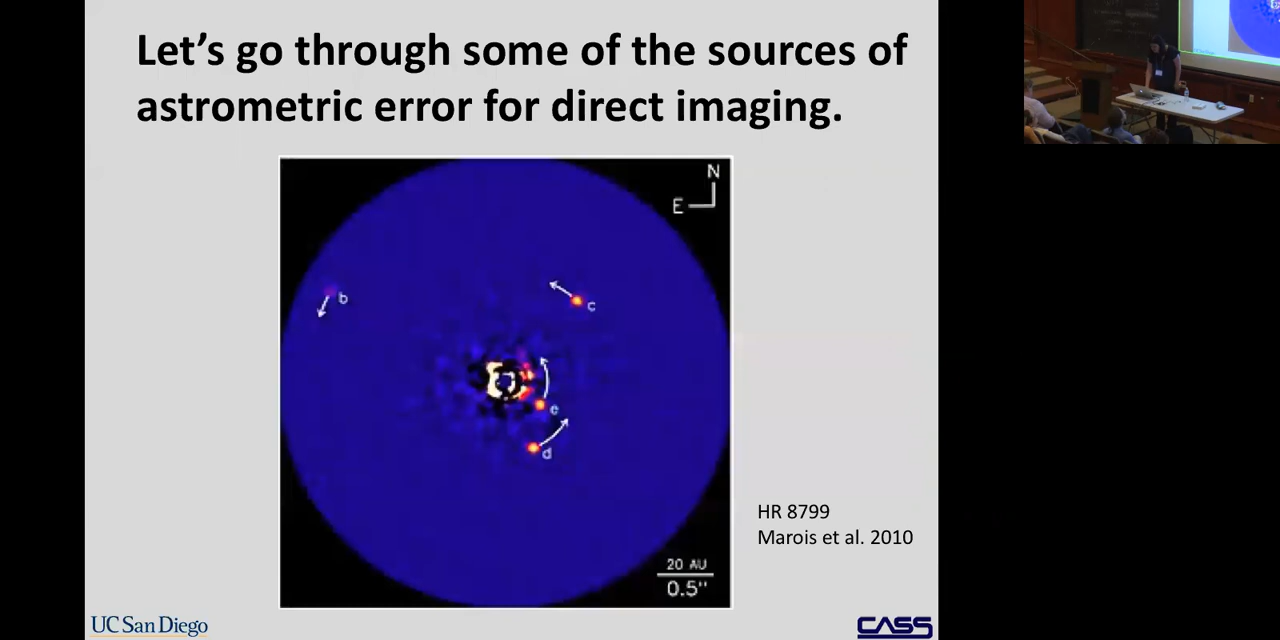 Let's go through some of the sources of
astrometric error for direct imaging.
N
E
b
c
e
d
HR 8799
Marois et al. 2010
20 AU
0.5"
UC San Diego
CASS